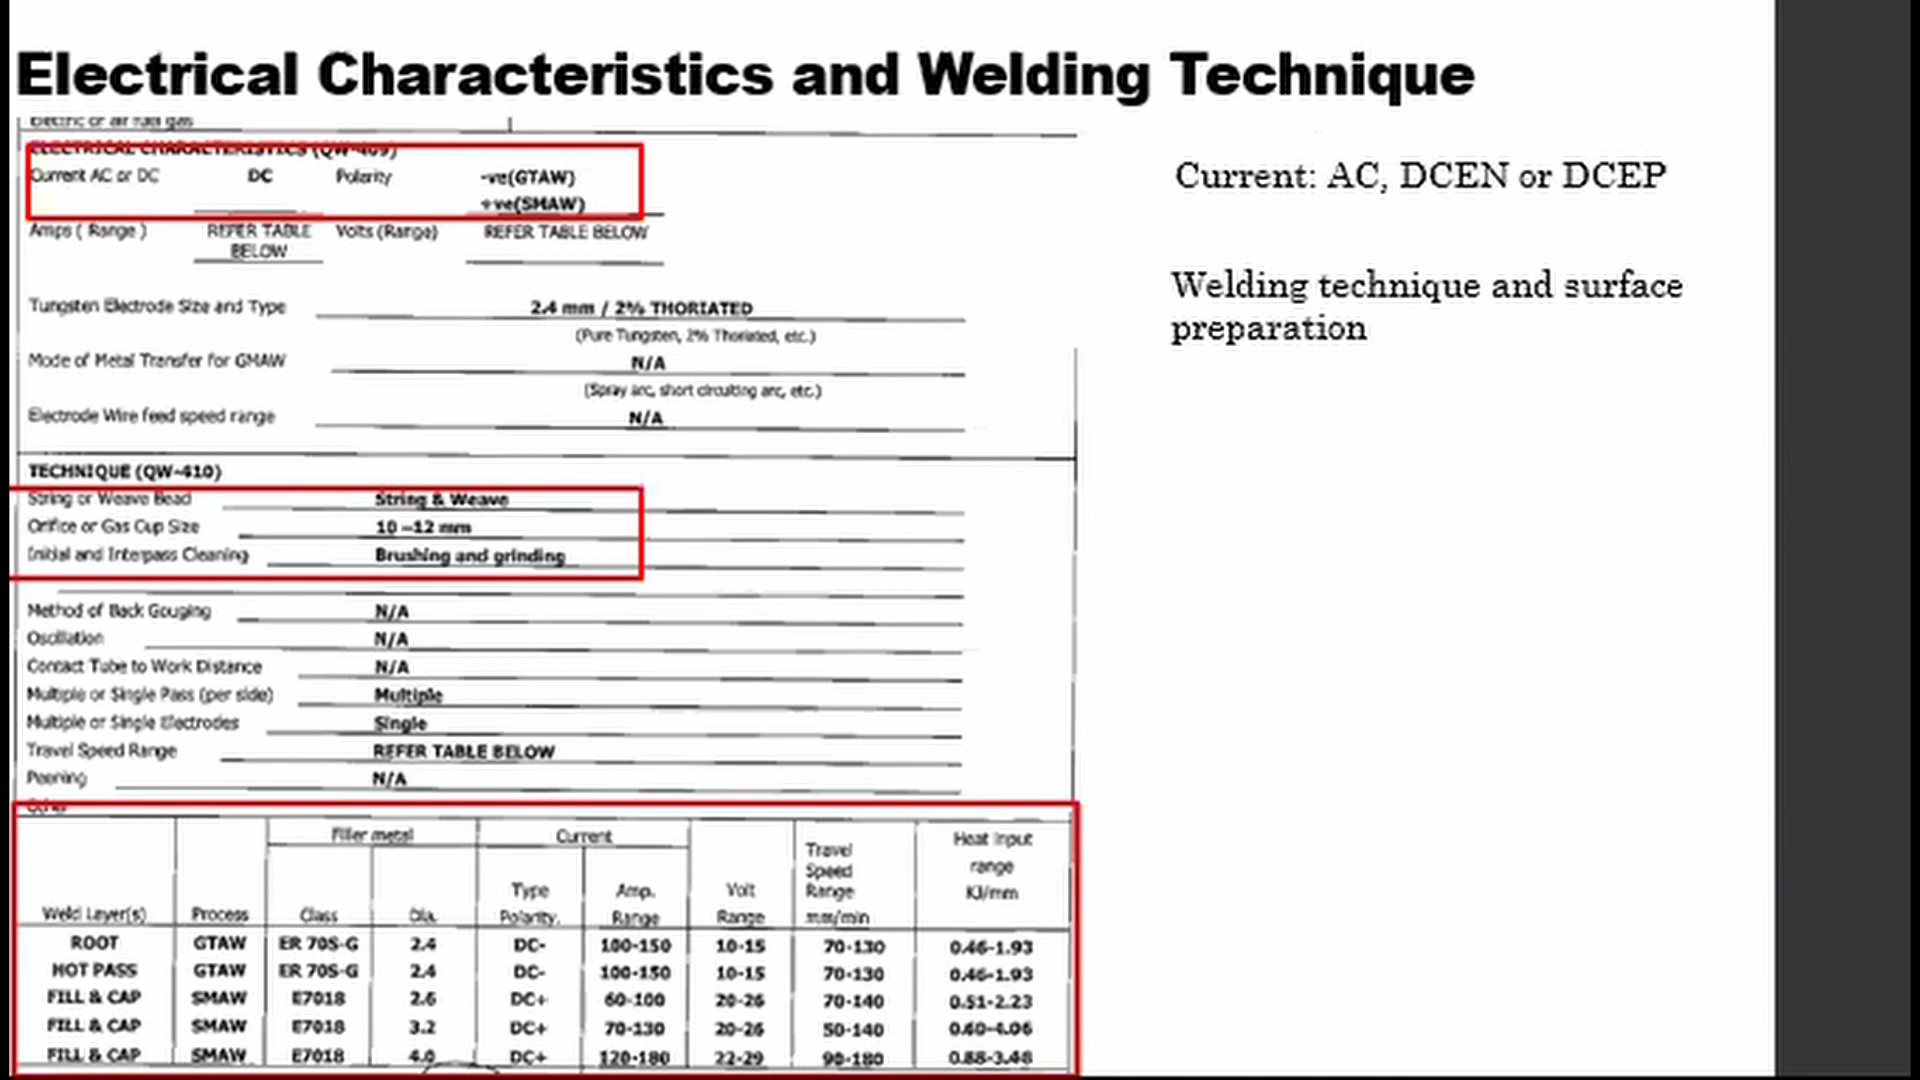 Electrical Characteristics and Welding Technique
Electric or air fuel gas
ELECTRICAL CHARACTERISTICS (QW-409)
Current AC or DC DC Polarity -ve(GTAW)
+ve(SMAW)
Amps ( Range ) REFER TABLE BELOW Volts (Range) REFER TABLE BELOW
Tungsten Electrode Size and Type 2.4 mm / 2% THORIATED
(Pure Tungsten, 2% Thoriated, etc.)
Mode of Metal Transfer for GMAW N/A
(Spray arc, short circuiting arc, etc.)
Electrode Wire feed speed range N/A
TECHNIQUE (QW-410)
String or Weave Bead String & Weave
Orifice or Gas Cup Size 10 –12 mm
Initial and Interpass Cleaning Brushing and grinding
Method of Back Gouging N/A
Oscillation N/A
Contact Tube to Work Distance N/A
Multiple or Single Pass (per side) Multiple
Multiple or Single Electrodes Single
Travel Speed Range REFER TABLE BELOW
Peening N/A
Other
Weld Layer(s) Process Filler metal Class Dia. Current Type Polarity. Amp. Range Volt Range Travel Speed Range mm/min Heat Input range KJ/mm
ROOT GTAW ER 70S-G 2.4 DC- 100-150 10-15 70-130 0.46-1.93
HOT PASS GTAW ER 70S-G 2.4 DC- 100-150 10-15 70-130 0.46-1.93
FILL & CAP SMAW E7018 2.6 DC+ 60-100 20-26 70-140 0.51-2.23
FILL & CAP SMAW E7018 3.2 DC+ 70-130 20-26 50-140 0.60-4.06
FILL & CAP SMAW E7018 4.0 DC+ 120-180 22-29 90-180 0.88-3.48
Current: AC, DCEN or DCEP
Welding technique and surface
preparation